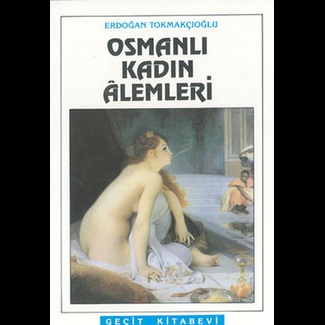 ERDOĞAN TOKMAKÇIOĞLU
OSMANLI
KADIN
ÂLEMLERİ
GEÇİT KİTABEVİ